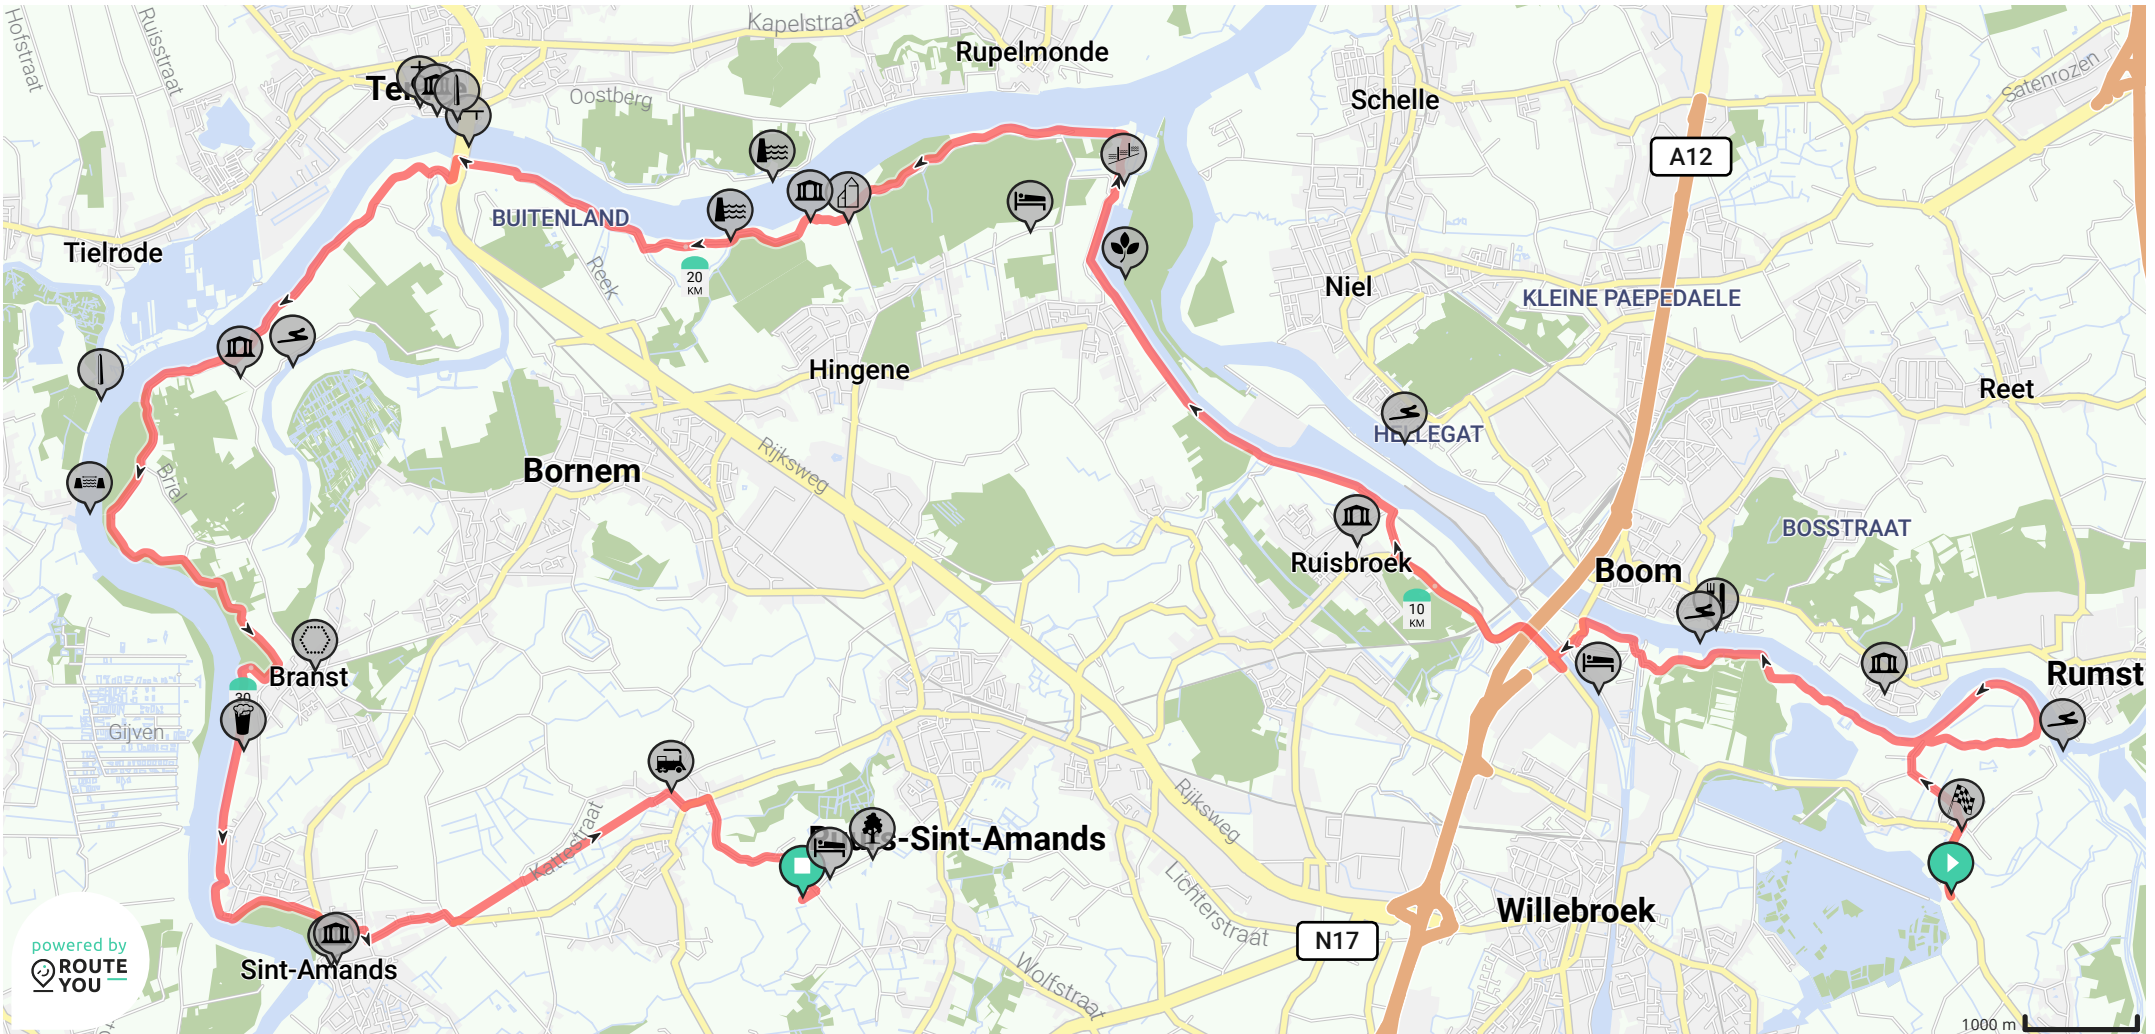 Hofstraat
Ruisstraat
Kapelstraat
Rupelmonde
Satenrozen
Schelle
Oostberg
A12
BUITENLAND
Tielrode
Reek
20
KM
Niel
KLEINE PAEPEDAELE
Hingene
Reet
HELLEGAT
Rijksweg
Bornem
Briel
BOSSTRAAT
Ruisbroek
Boom
10
KM
Branst
Rumst
Gijven
Rijksweg
Kattestraat
-Sint-Amands
Lichterstraat
Willebroek
N17
powered by
ROUTE
YOU
Sint-Amands
Wolfstraat
1000 m